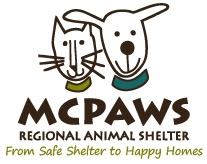 MCPAWS
REGIONAL ANIMAL SHELTER
From Safe Shelter to Happy Homes